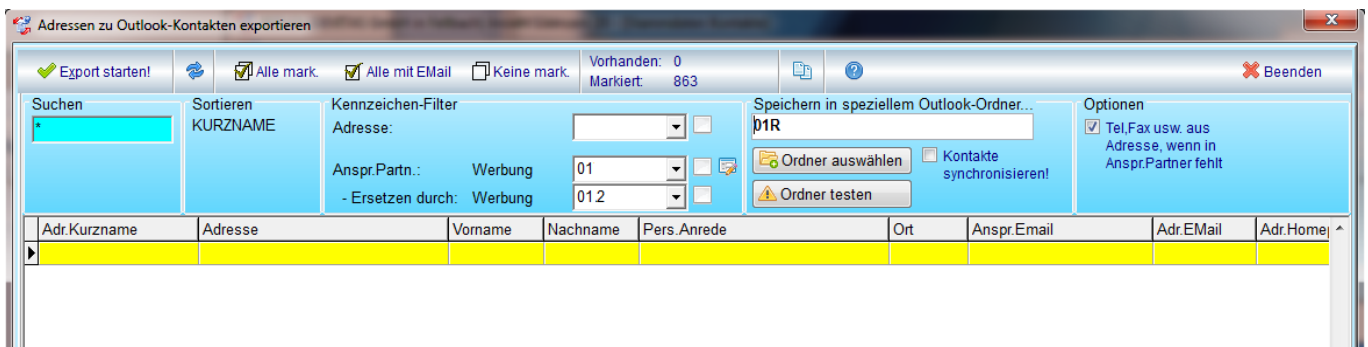 Adressen zu Outlook-Kontakten exportieren
Export starten! Alle mark. Alle mit EMail Keine mark. Vorhanden: 0 Beenden
Markiert: 863
Suchen Sortieren Kennzeichen-Filter Speichern in speziellem Outlook-Ordner... Optionen
* KURZNAME Adresse: 01R Tel,Fax usw. aus
Adresse, wenn in
Anspr.Partner fehlt
Ordner auswählen Kontakte
synchronisieren!
Anspr.Partn.: Werbung 01
- Ersetzen durch: Werbung 01.2 Ordner testen
Adr.Kurzname Adresse Vorname Nachname Pers.Anrede Ort Anspr.Email Adr.EMail